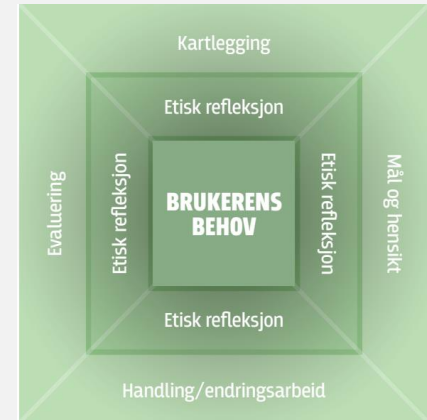 Kartlegging
Etisk refleksjon
Evaluering
Etisk refleksjon
BRUKERENS
BEHOV
Etisk refleksjon
Mål og hensikt
Etisk refleksjon
Handling/endringsarbeid